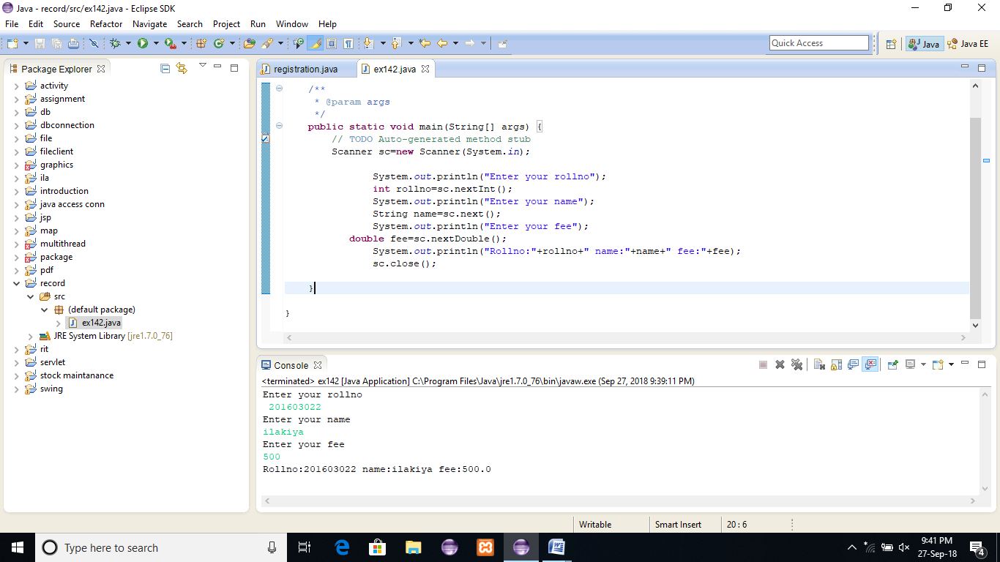 Java - record/src/ex142.java - Eclipse SDK
File Edit Source Refactor Navigate Search Project Run Window Help
Quick Access
Java
Java EE
Package Explorer
activity
assignment
db
dbconnection
file
fileclient
graphics
ila
introduction
java access conn
jsp
map
multithread
package
pdf
record
src
(default package)
ex142.java
JRE System Library [jre1.7.0_76]
rit
servlet
stock maintanance
swing
registration.java
ex142.java
/**
* @param args
*/
public static void main(String[] args) {
// TODO Auto-generated method stub
Scanner sc=new Scanner(System.in);
System.out.println("Enter your rollno");
int rollno=sc.nextInt();
System.out.println("Enter your name");
String name=sc.next();
System.out.println("Enter your fee");
double fee=sc.nextDouble();
System.out.println("Rollno:"+rollno+" name:"+name+" fee:"+fee);
sc.close();
}
}
Console
<terminated> ex142 [Java Application] C:\Program Files\Java\jre1.7.0_76\bin\javaw.exe (Sep 27, 2018 9:39:11 PM)
Enter your rollno
201603022
Enter your name
ilakiya
Enter your fee
500
Rollno:201603022 name:ilakiya fee:500.0
Writable
Smart Insert
20 : 6
Type here to search
9:41 PM
27-Sep-18
4